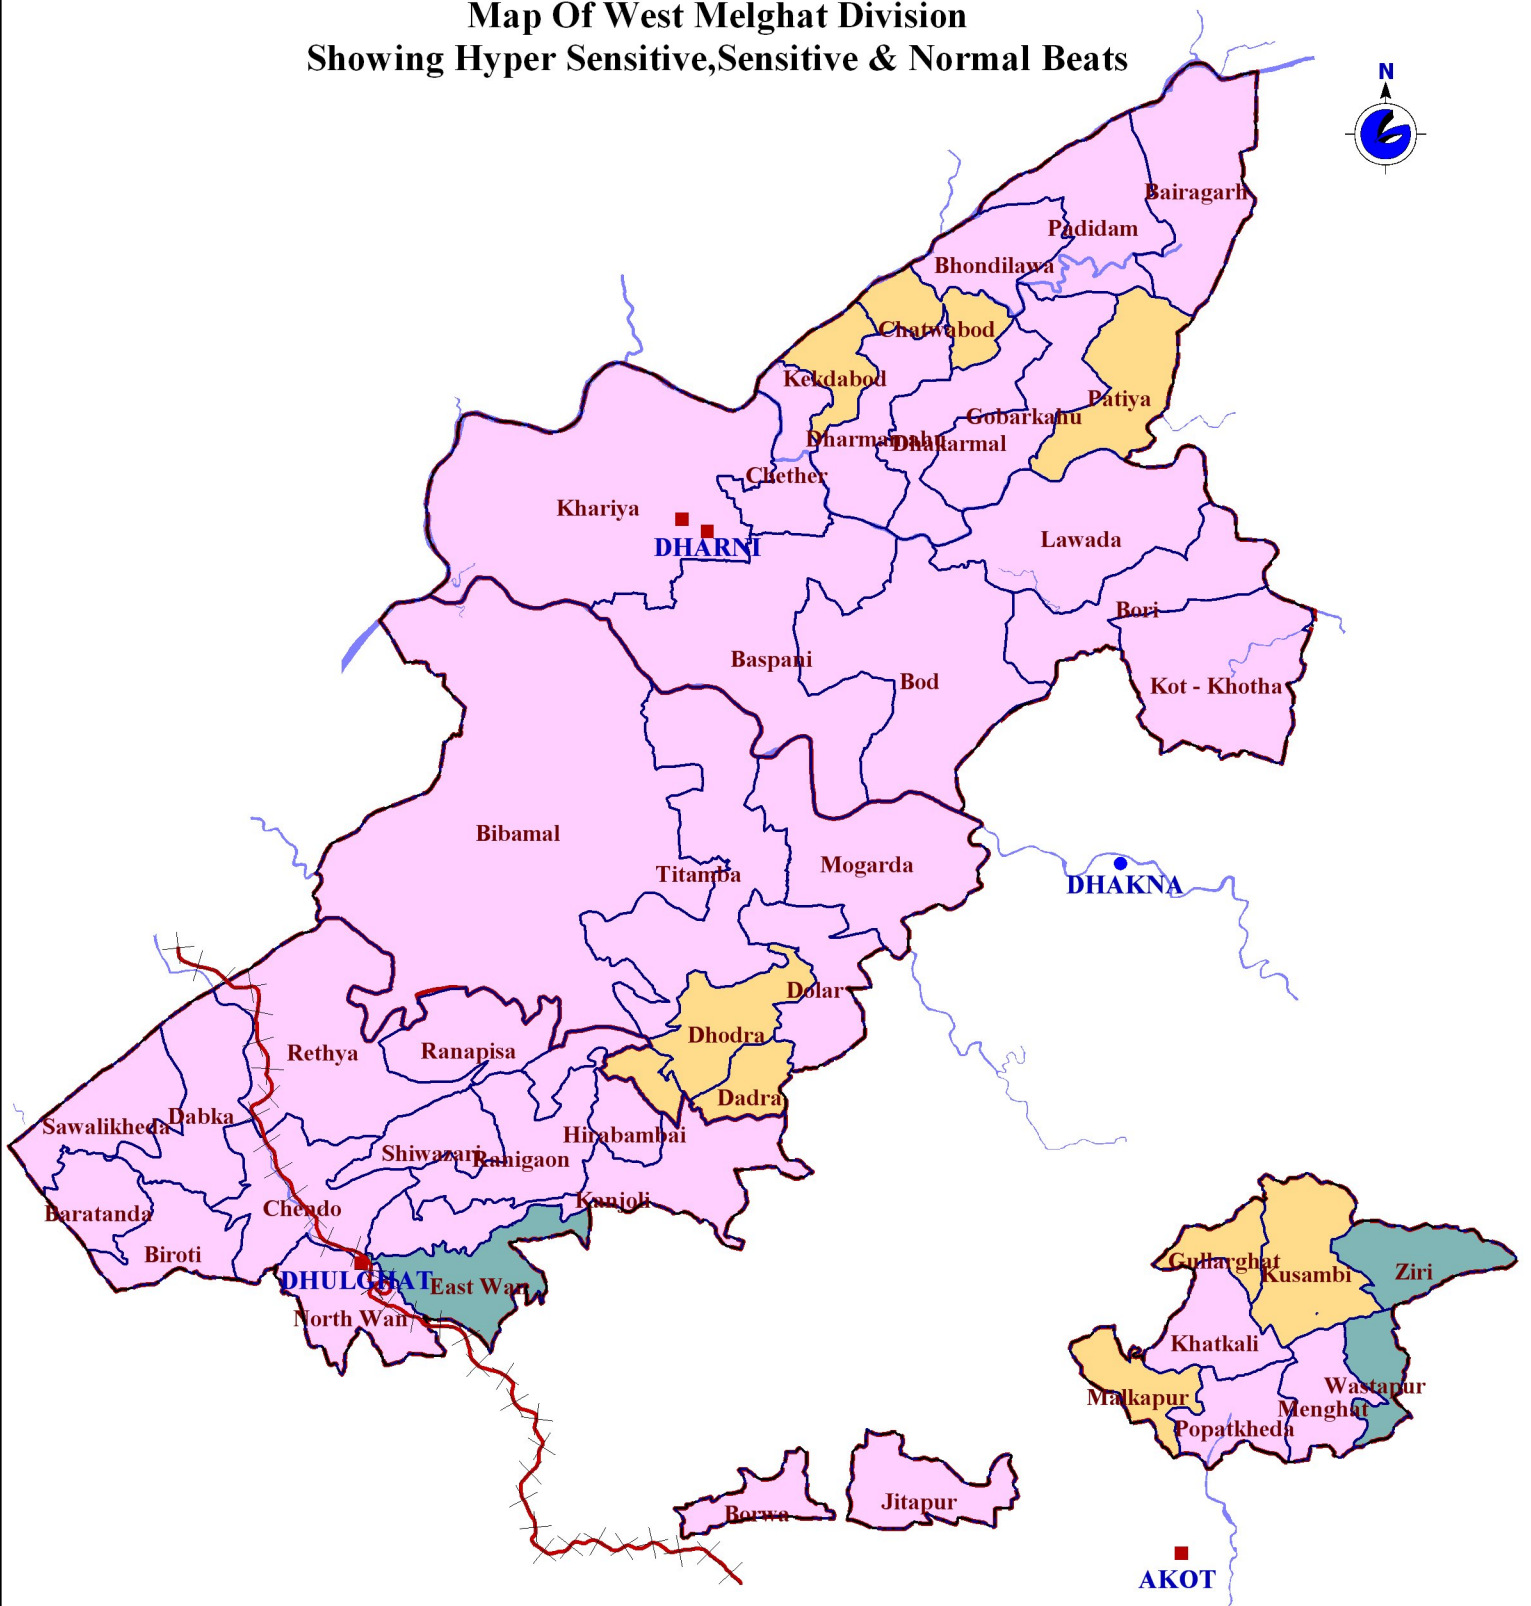 Map Of West Melghat Division
Showing Hyper Sensitive,Sensitive & Normal Beats
N
Bairagarh
Padidam
Bhondilawa
Chatwabod
Kekdabod
Patiya
Gobarkahu
Dharmamahu
Dhakarmal
Chether
Khariya
DHARNI
Lawada
Bori
Baspani
Bod
Kot - Khotha
Bibamal
Titamba
Mogarda
DHAKNA
Dolar
Dhodra
Rethya
Ranapisa
Dadra
Sawalikheda
Dabka
Hirabambai
Shiwazari
Ranigaon
Kanjoli
Baratanda
Chendo
Biroti
DHULGHAT
East Wan
North Wan
Gullarghat
Kusambi
Ziri
Khatkali
Malkapur
Wastapur
Menghat
Popatkheda
Borwa
Jitapur
AKOT